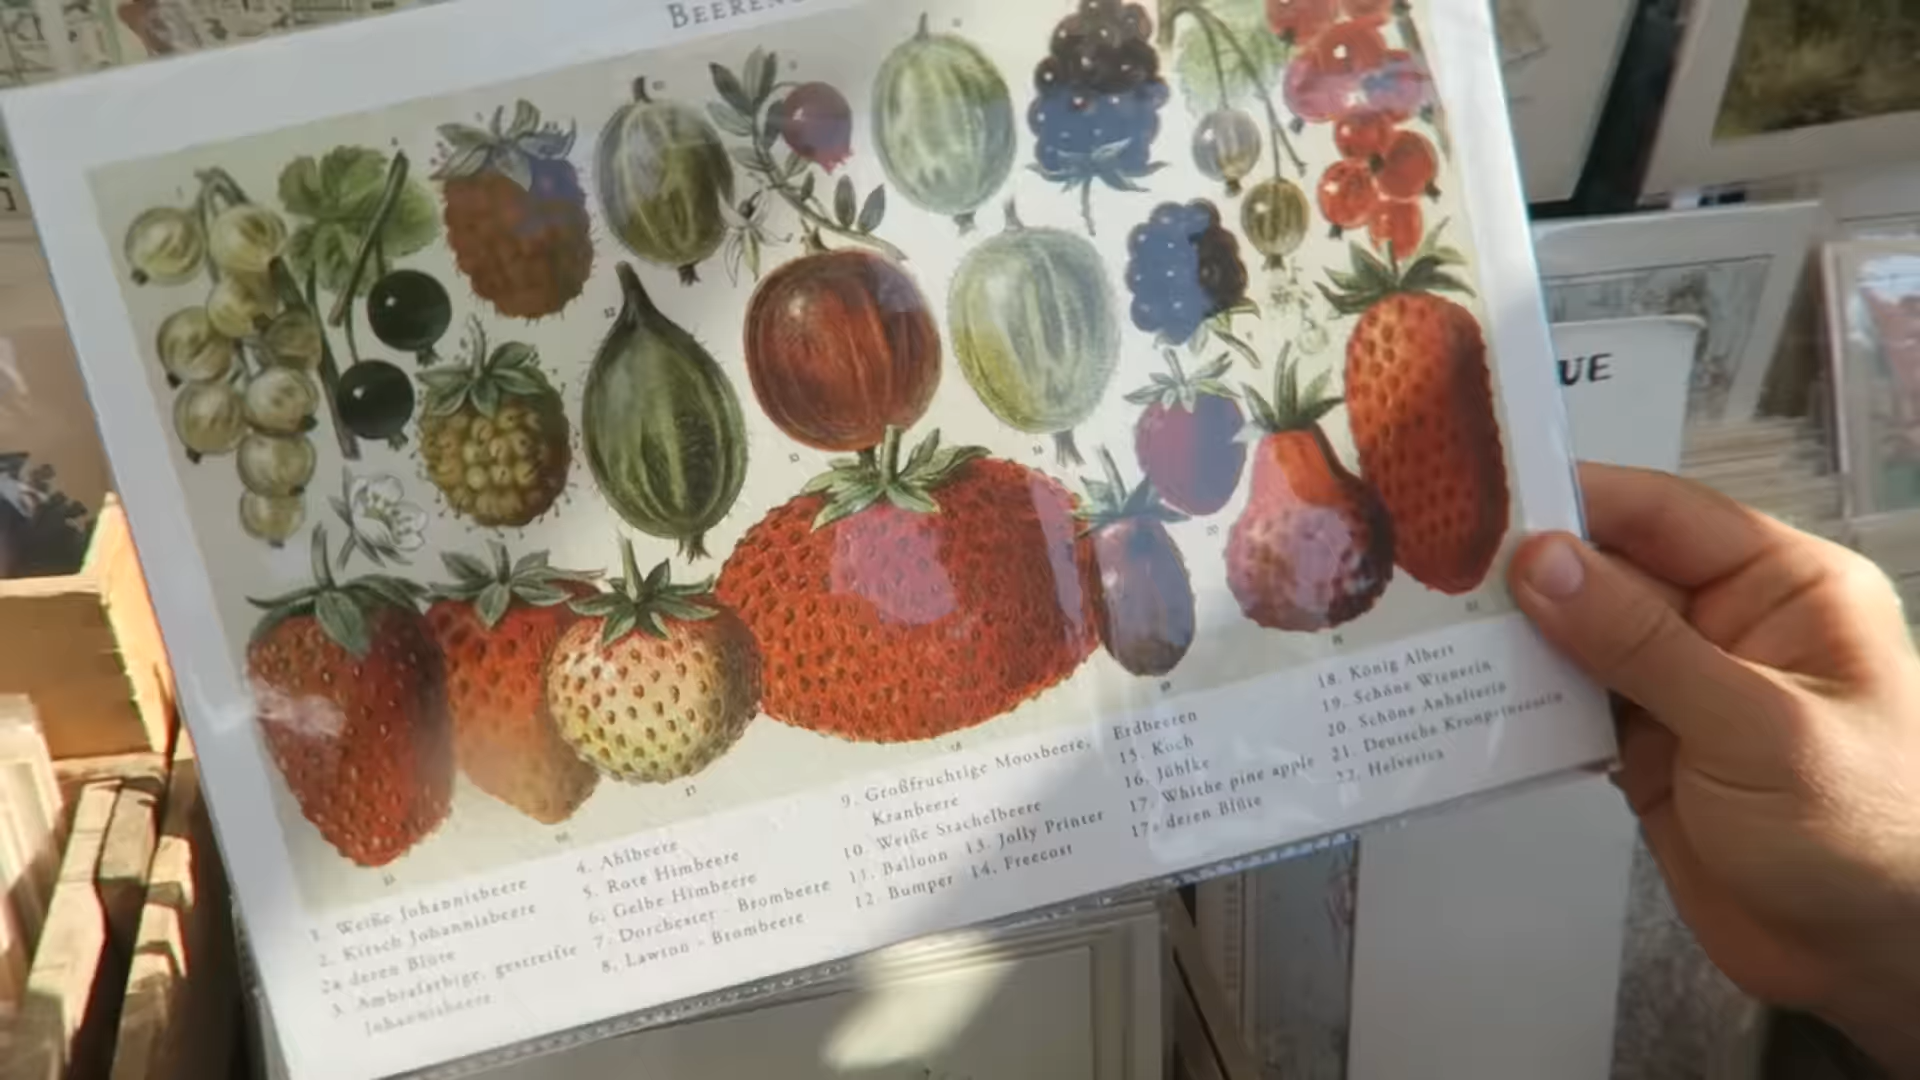 1. Weiße Johannisbeere
2. Kirsch Johannisbeere
2a deren Blüte
3. Ambrafarbige, gestreifte
Johannisbeere
4. Ahlbeere
5. Rote Himbeere
6. Gelbe Himbeere
7. Dorchester - Brombeere
8. Lawton - Brombeere
9. Großfruchtige Moosbeere,
Kranbeere
10. Weiße Stachelbeere
11. Balloon 13. Jolly Printer
12. Bumper 14. Freecost
Erdbeeren
15. Koch
16. Jühlke
17. Whithe pine apple
17a deren Blüte
18. König Albert
19. Schöne Wienerin
20. Schöne Anhalterin
21. Deutsche Kronprinzessin
22. Helvetica
UE